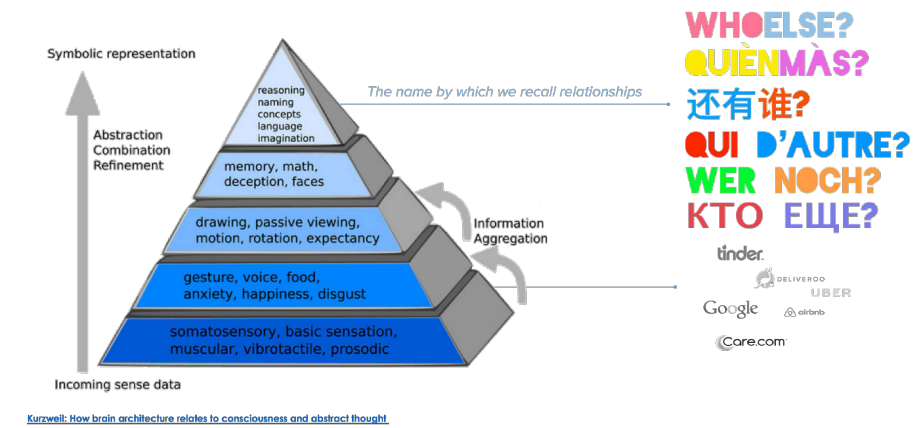 Symbolic representation
Abstraction
Combination
Refinement
Incoming sense data
reasoning
naming
concepts
language
imagination
memory, math,
deception, faces
drawing, passive viewing,
motion, rotation, expectancy
gesture, voice, food,
anxiety, happiness, disgust
somatosensory, basic sensation,
muscular, vibrotactile, prosodic
Information
Aggregation
The name by which we recall relationships
WHOELSE?
QUIÈNMÀS?
还有谁?
QUI D'AUTRE?
WER NOCH?
КТО ЕЩЕ?
tinder
DELIVEROO
UBER
Google
airbnb
Care.com
Kurzweil: How brain architecture relates to consciousness and abstract thought